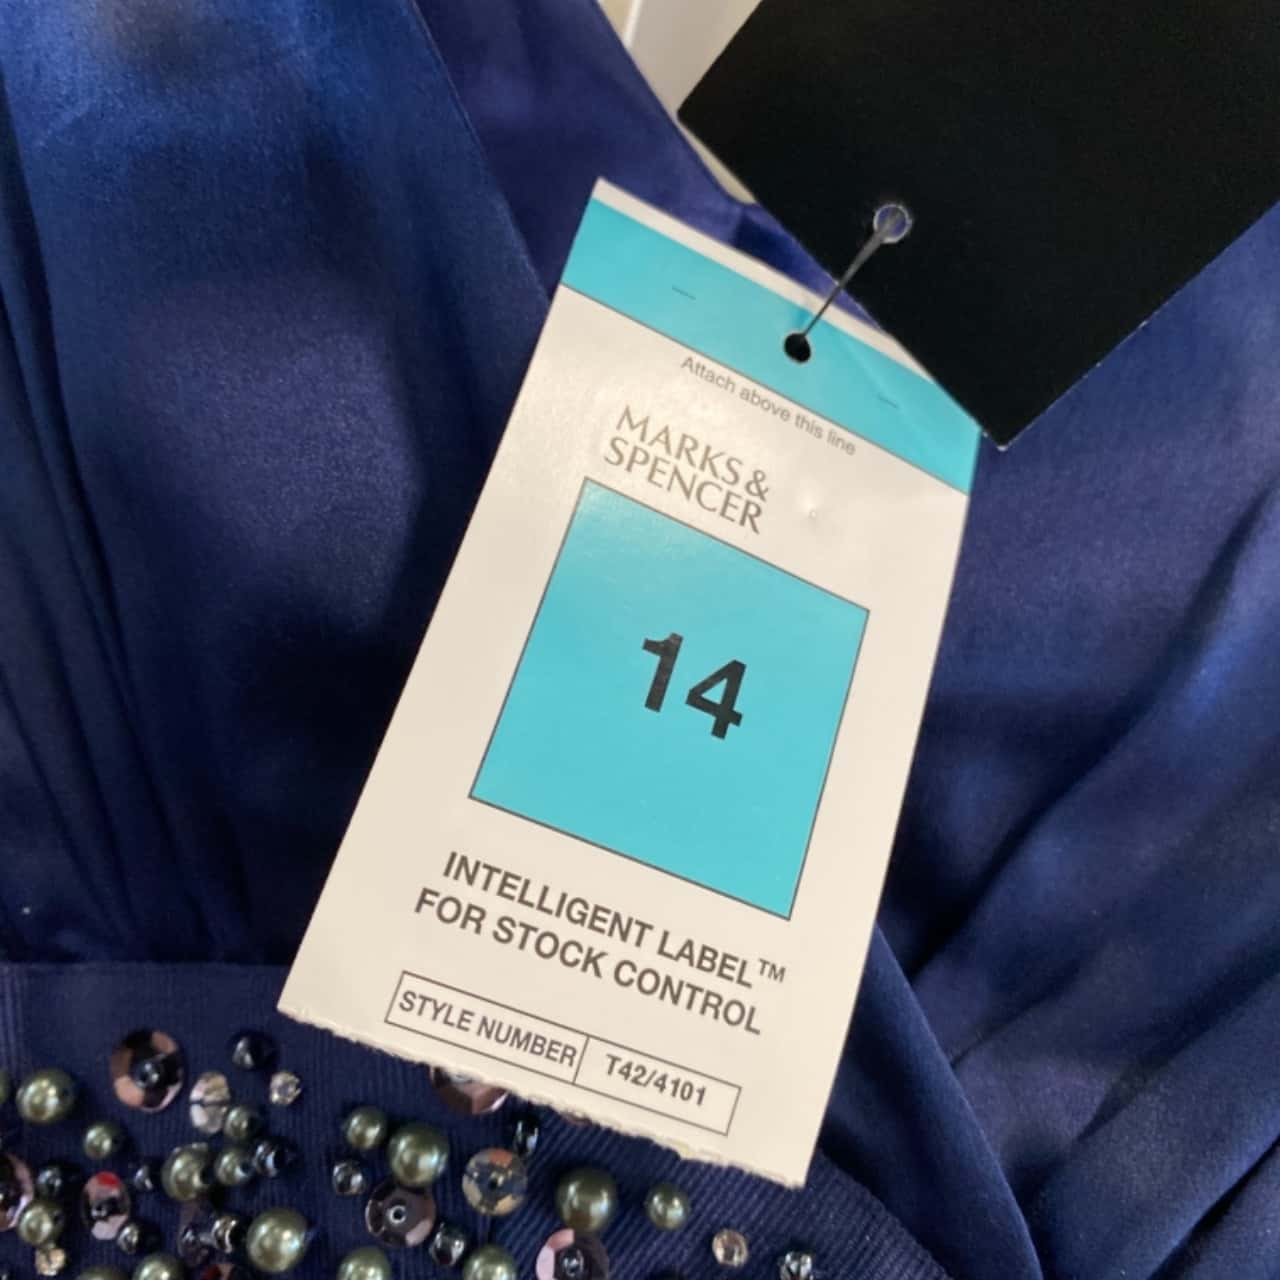 Attach above this line
MARKS &
SPENCER
14
INTELLIGENT LABEL™
FOR STOCK CONTROL
STYLE NUMBER T42/4101